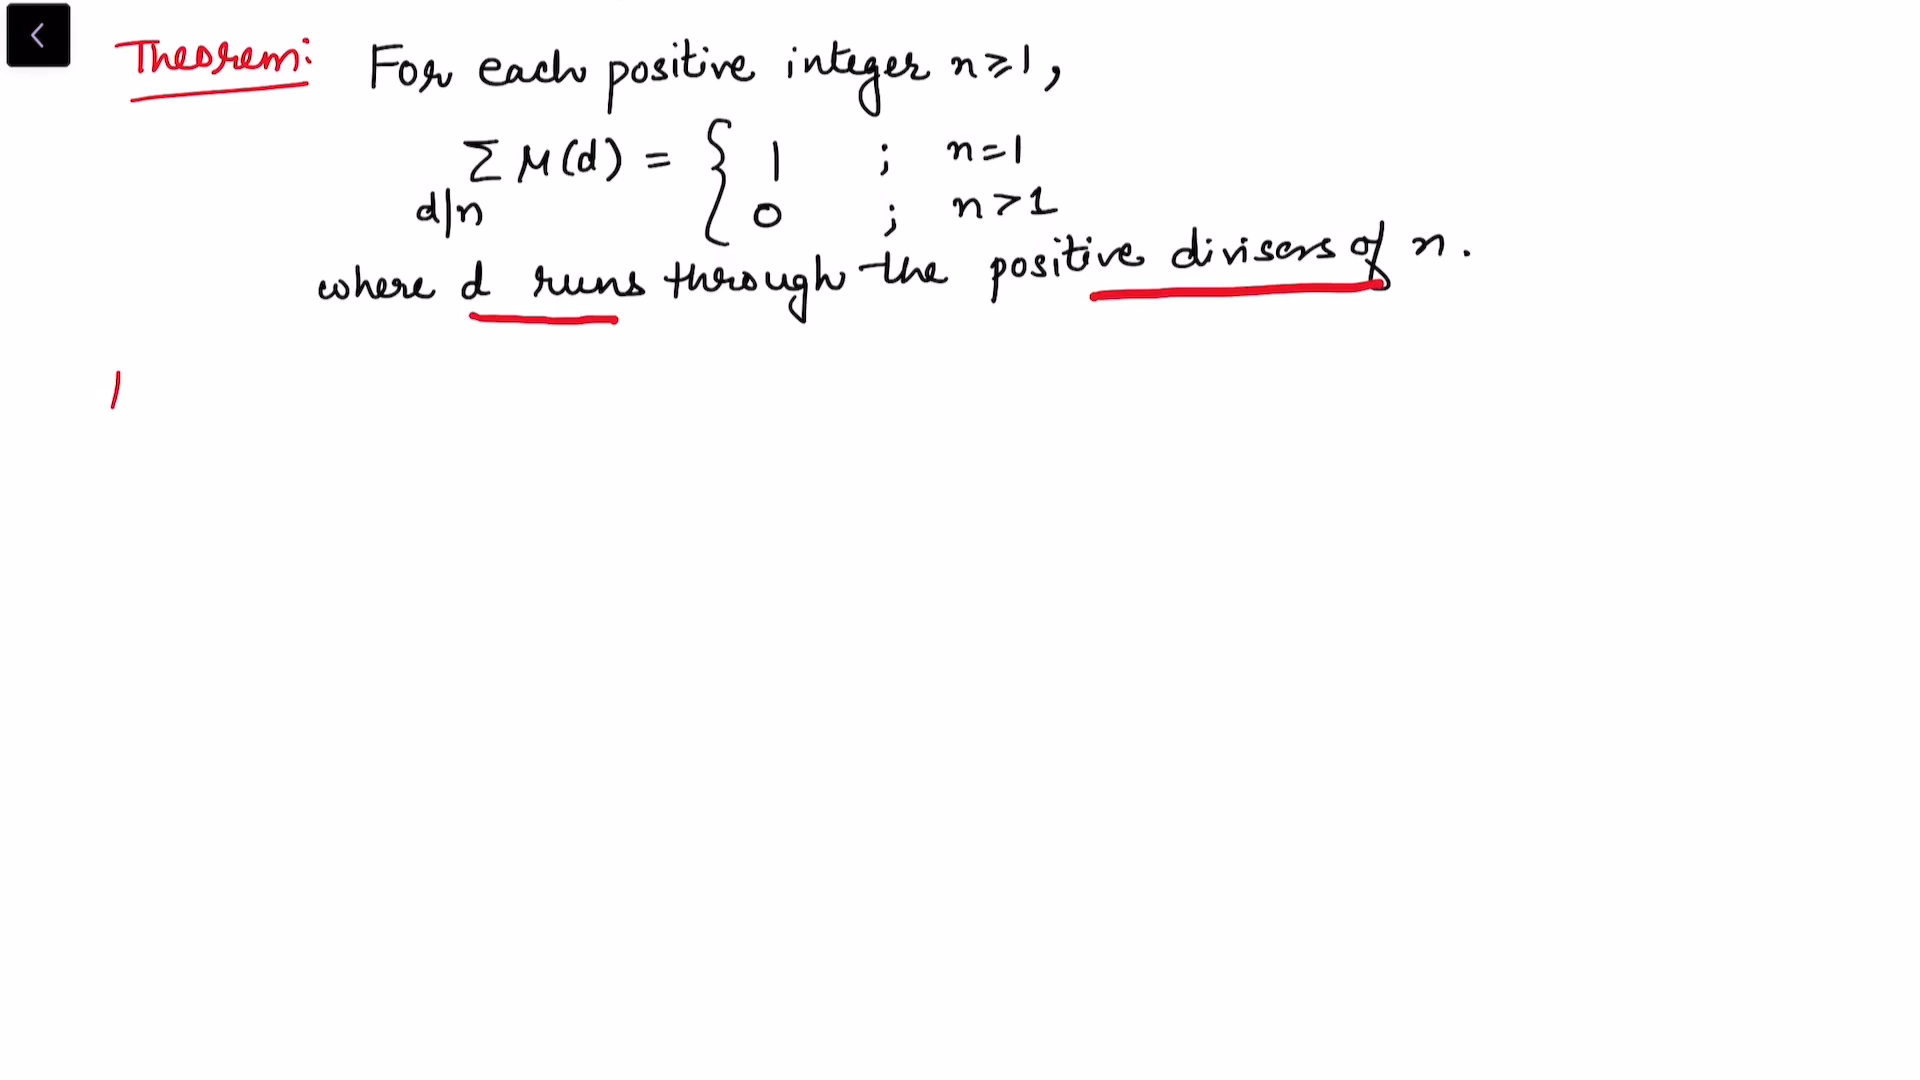 Theorem: For each positive integer n≥1,
Σ μ(d) = { 1 ; n=1
d|n 0 ; n>1
where d runs through the positive divisors of n.